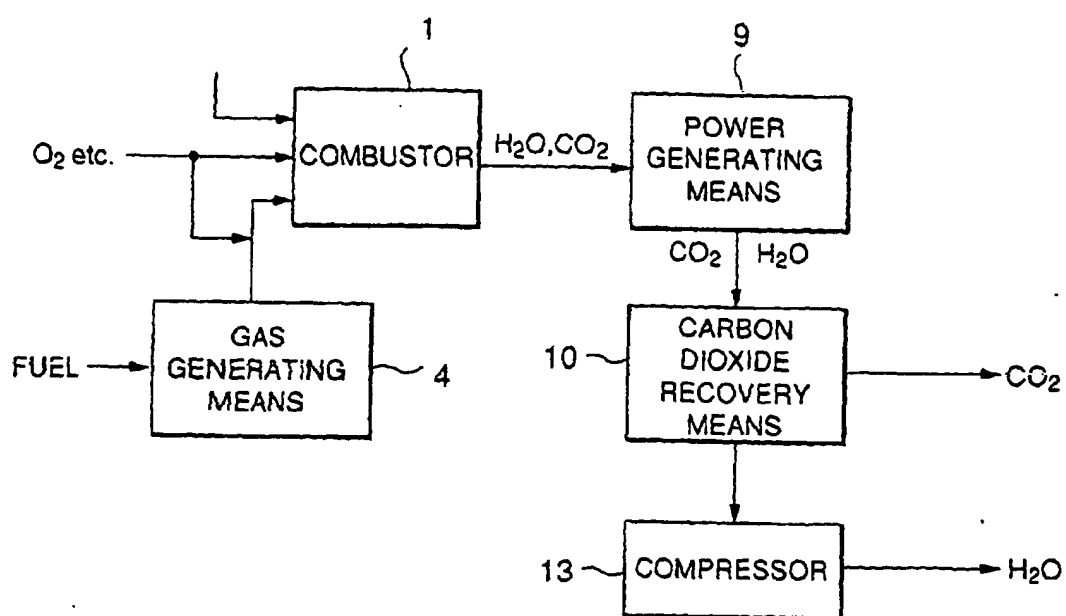 1
9
O₂ etc.
COMBUSTOR
H₂O,CO₂
POWER
GENERATING
MEANS
CO₂ H₂O
FUEL
GAS
GENERATING
MEANS
4
10
CARBON
DIOXIDE
RECOVERY
MEANS
CO₂
13
COMPRESSOR
H₂O